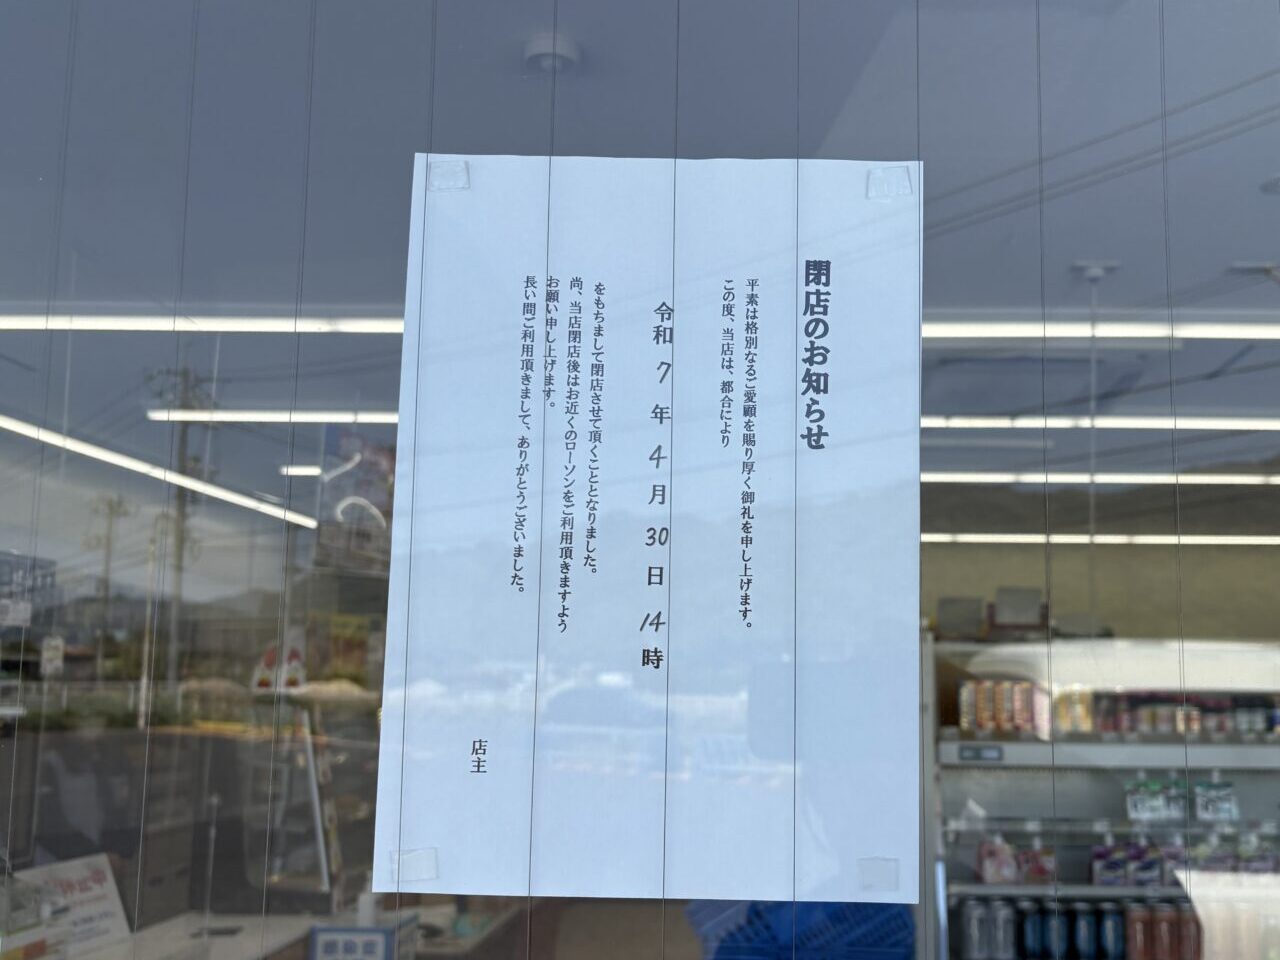 閉店のお知らせ
平素は格別なるご愛顧を賜り厚く御礼を申し上げます。
この度、当店は、都合により
令和7年4月30日14時
をもちまして閉店させて頂くこととなりました。
尚、当店閉店後はお近くのローソンをご利用頂きますよう
お願い申し上げます。
長い間ご利用頂きまして、ありがとうございました。
店主